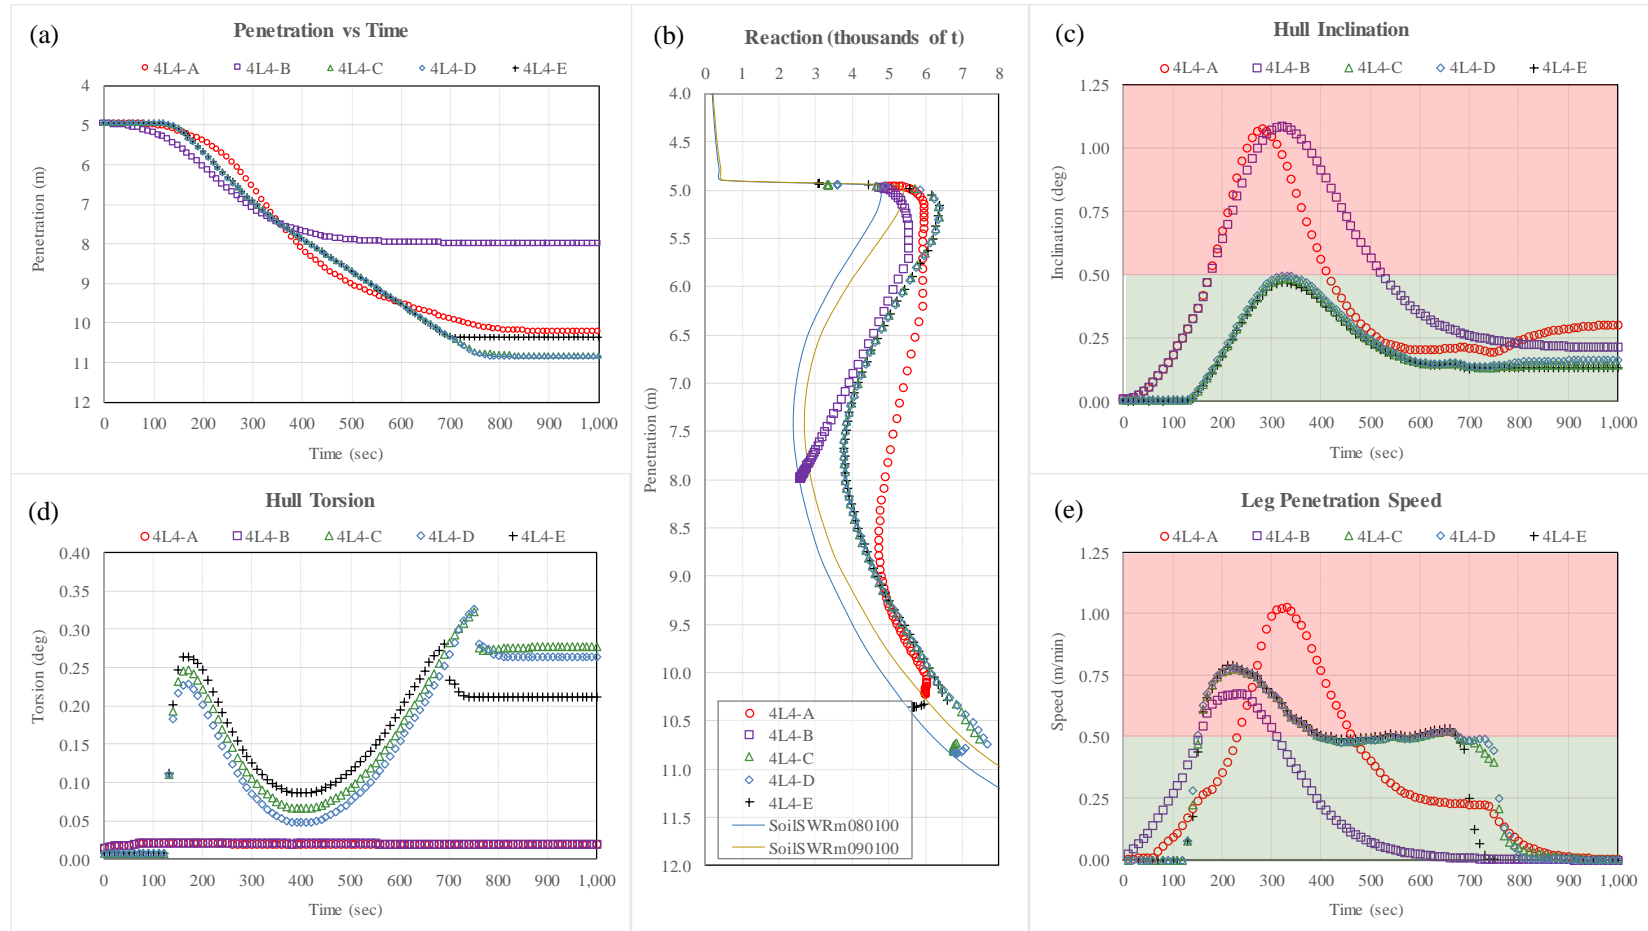 (a)
Penetration vs Time
4L4-A 4L4-B 4L4-C 4L4-D 4L4-E
4
5
6
7
8
9
10
11
12
Penetration (m)
0 100 200 300 400 500 600 700 800 900 1,000
Time (sec)
(b)
Reaction (thousands of t)
0 1 2 3 4 5 6 7 8
4.0
4.5
5.0
5.5
6.0
6.5
7.0
7.5
8.0
8.5
9.0
9.5
10.0
10.5
11.0
11.5
12.0
Penetration (m)
4L4-A
4L4-B
4L4-C
4L4-D
4L4-E
SoilSWRm080100
SoilSWRm090100
(c)
Hull Inclination
4L4-A 4L4-B 4L4-C 4L4-D 4L4-E
1.25
1.00
0.75
0.50
0.25
0.00
Inclination (deg)
0 100 200 300 400 500 600 700 800 900 1,000
Time (sec)
(d)
Hull Torsion
4L4-A 4L4-B 4L4-C 4L4-D 4L4-E
0.40
0.35
0.30
0.25
0.20
0.15
0.10
0.05
0.00
Torsion (deg)
0 100 200 300 400 500 600 700 800 900 1,000
Time (sec)
(e)
Leg Penetration Speed
4L4-A 4L4-B 4L4-C 4L4-D 4L4-E
1.25
1.00
0.75
0.50
0.25
0.00
Speed (m/min)
0 100 200 300 400 500 600 700 800 900 1,000
Time (sec)